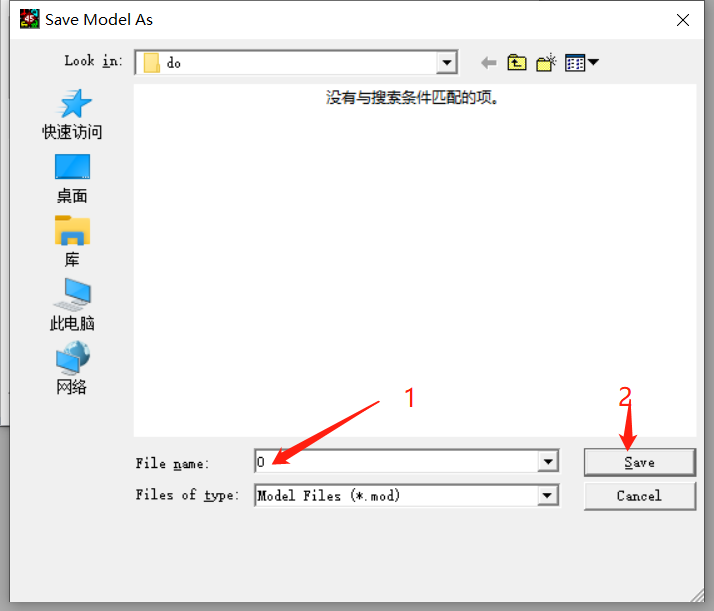 Save Model As
Look in:
do
没有与搜索条件匹配的项。
快速访问
桌面
库
此电脑
网络
1
2
File name:
0
Save
Files of type:
Model Files (*.mod)
Cancel